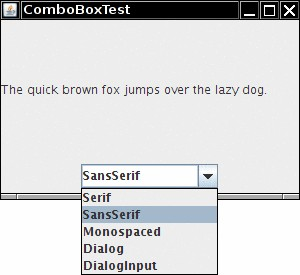 ComboBoxTest
The quick brown fox jumps over the lazy dog.
SansSerif
Serif
SansSerif
Monospaced
Dialog
DialogInput